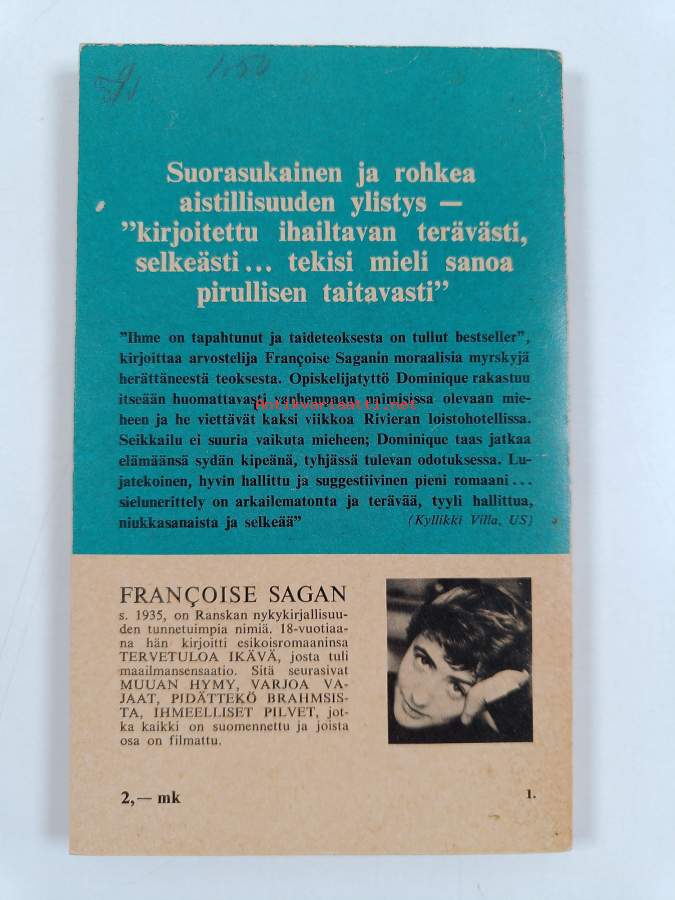 1.50
Suorasukainen ja rohkea
aistillisuuden ylistys —
”kirjoitettu ihailtavan terävästi,
selkeästi... tekisi mieli sanoa
pirullisen taitavasti”
”Ihme on tapahtunut ja taideteoksesta on tullut bestseller”,
kirjoittaa arvostelija Françoise Saganin moraalisia myrskyjä
herättäneestä teoksesta. Opiskelijatyttö Dominique rakastuu
itseään huomattavasti vanhempaan naimisissa olevaan mie-
heen ja he viettävät kaksi viikkoa Rivieran loistohotellissa.
Antikvariaatti.net
Seikkailu ei suuria vaikuta mieheen; Dominique taas jatkaa
elämäänsä sydän kipeänä, tyhjässä tulevan odotuksessa. Lu-
jatekoinen, hyvin hallittu ja suggestiivinen pieni romaani...
sielunerittely on arkailematonta ja terävää, tyyli hallittua,
niukkasanaista ja selkeää” (Kyllikki Villa, US)
FRANÇOISE SAGAN
s. 1935, on Ranskan nykykirjallisuu-
den tunnetuimpia nimiä. 18-vuotiaa-
na hän kirjoitti esikoisromaaninsa
TERVETULOA IKÄVÄ, josta tuli
maailmansensaatio. Sitä seurasivat
MUUAN HYMY, VARJOA VA-
JAAT, PIDÄTTEKÖ BRAHMSIS-
TA, IHMEELLISET PILVET, jot-
ka kaikki on suomennettu ja joista
osa on filmattu.
2,— mk 1.